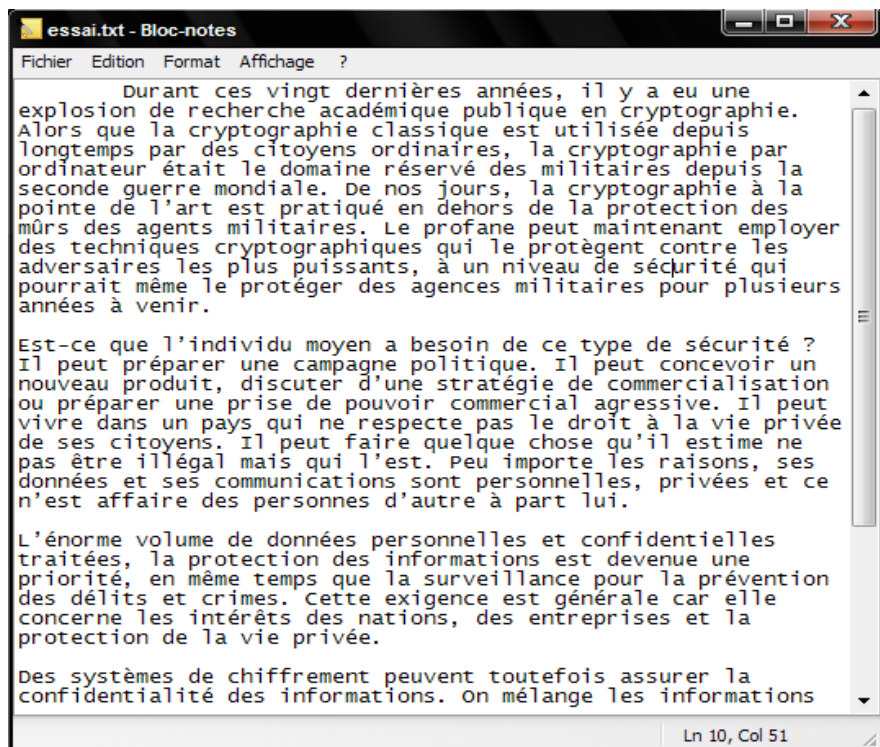 essai.txt - Bloc-notes
Fichier Edition Format Affichage ?
Durant ces vingt dernières années, il y a eu une
explosion de recherche académique publique en cryptographie.
Alors que la cryptographie classique est utilisée depuis
longtemps par des citoyens ordinaires, la cryptographie par
ordinateur était le domaine réservé des militaires depuis la
seconde guerre mondiale. De nos jours, la cryptographie à la
pointe de l'art est pratiqué en dehors de la protection des
mûrs des agents militaires. Le profane peut maintenant employer
des techniques cryptographiques qui le protègent contre les
adversaires les plus puissants, à un niveau de sécurité qui
pourrait même le protéger des agences militaires pour plusieurs
années à venir.
Est-ce que l'individu moyen a besoin de ce type de sécurité ?
Il peut préparer une campagne politique. Il peut concevoir un
nouveau produit, discuter d'une stratégie de commercialisation
ou préparer une prise de pouvoir commercial agressive. Il peut
vivre dans un pays qui ne respecte pas le droit à la vie privée
de ses citoyens. Il peut faire quelque chose qu'il estime ne
pas être illégal mais qui l'est. Peu importe les raisons, ses
données et ses communications sont personnelles, privées et ce
n'est affaire des personnes d'autre à part lui.
L'énorme volume de données personnelles et confidentielles
traitées, la protection des informations est devenue une
priorité, en même temps que la surveillance pour la prévention
des délits et crimes. Cette exigence est générale car elle
concerne les intérêts des nations, des entreprises et la
protection de la vie privée.
Des systèmes de chiffrement peuvent toutefois assurer la
confidentialité des informations. On mélange les informations
Ln 10, Col 51